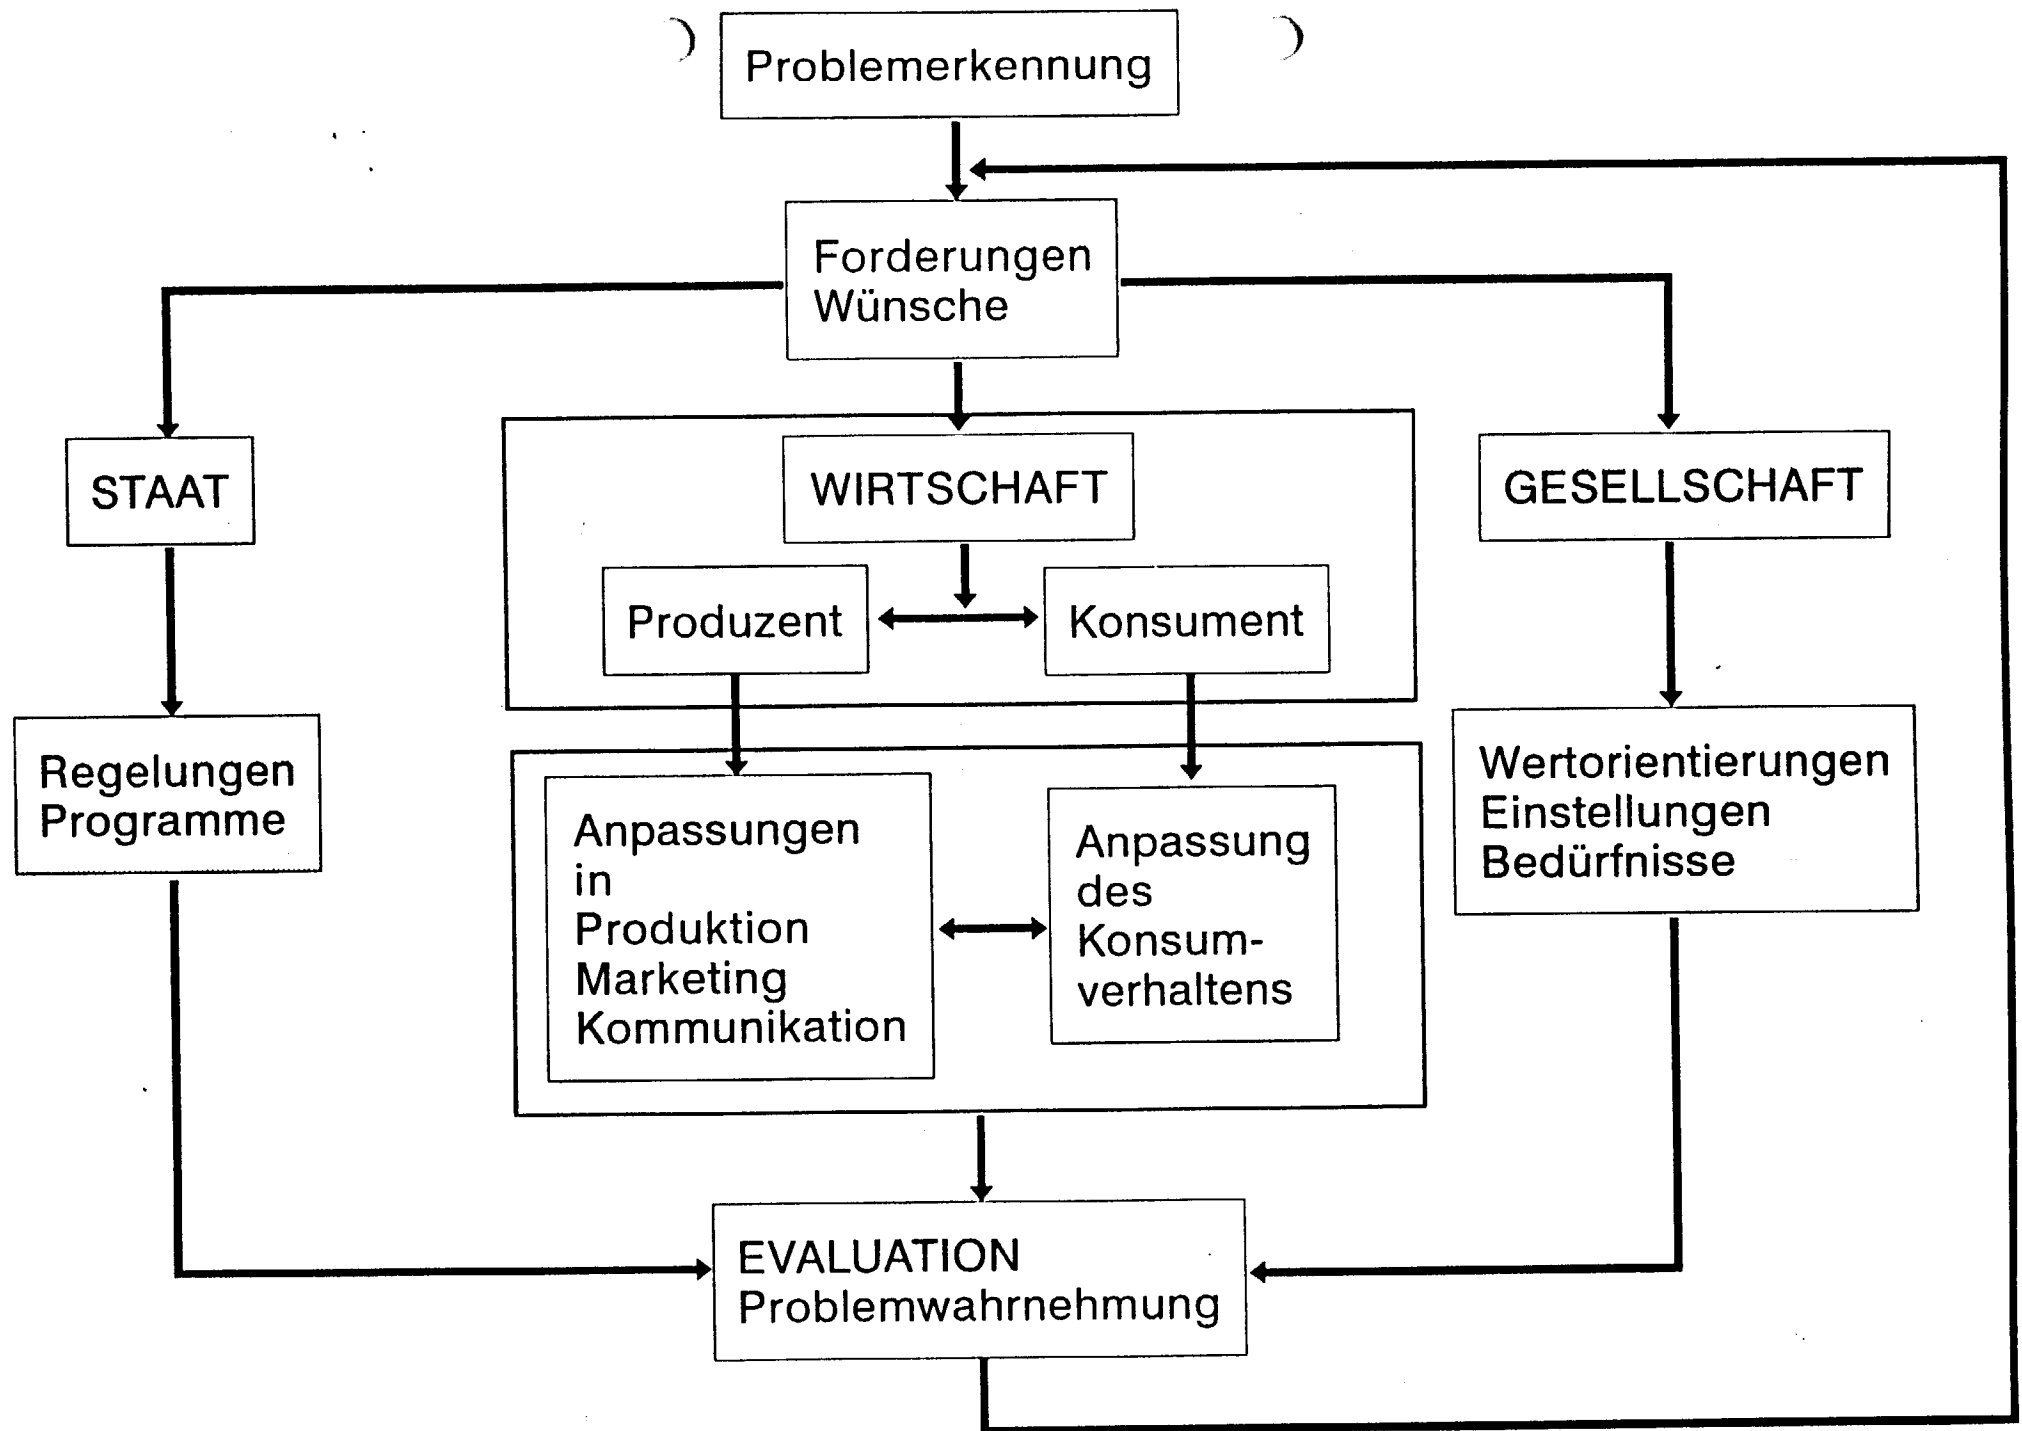 Problemerkennung
Forderungen
Wünsche
STAAT
WIRTSCHAFT
GESELLSCHAFT
Produzent
Konsument
Regelungen
Programme
Anpassungen
in
Produktion
Marketing
Kommunikation
Anpassung
des
Konsum-
verhaltens
Wertorientierungen
Einstellungen
Bedürfnisse
EVALUATION
Problemwahrnehmung